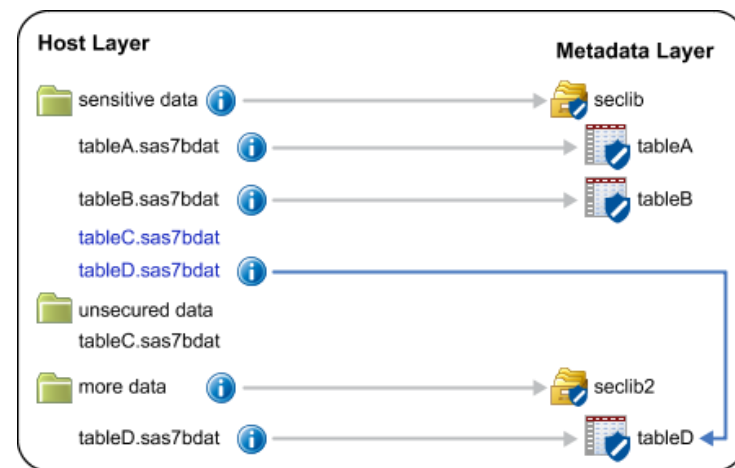 Host Layer
Metadata Layer
sensitive data
seclib
tableA.sas7bdat
tableA
tableB.sas7bdat
tableB
tableC.sas7bdat
tableD.sas7bdat
unsecured data
tableC.sas7bdat
more data
seclib2
tableD.sas7bdat
tableD